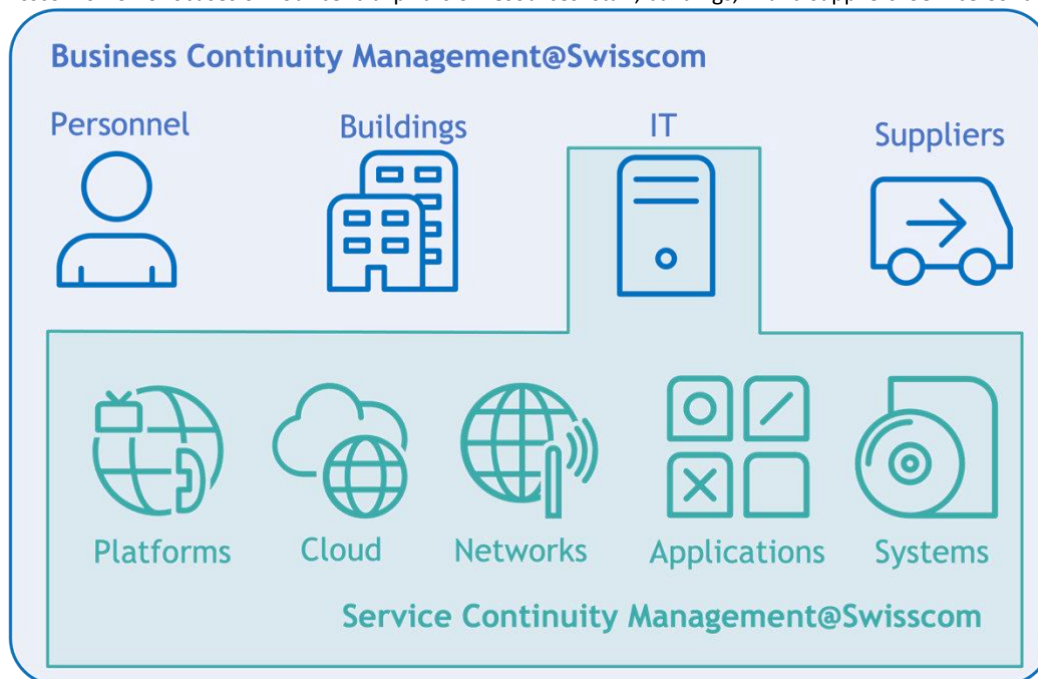 Business Continuity Management@Swisscom
Personnel
Buildings
IT
Suppliers
Platforms
Cloud
Networks
Applications
Systems
Service Continuity Management@Swisscom